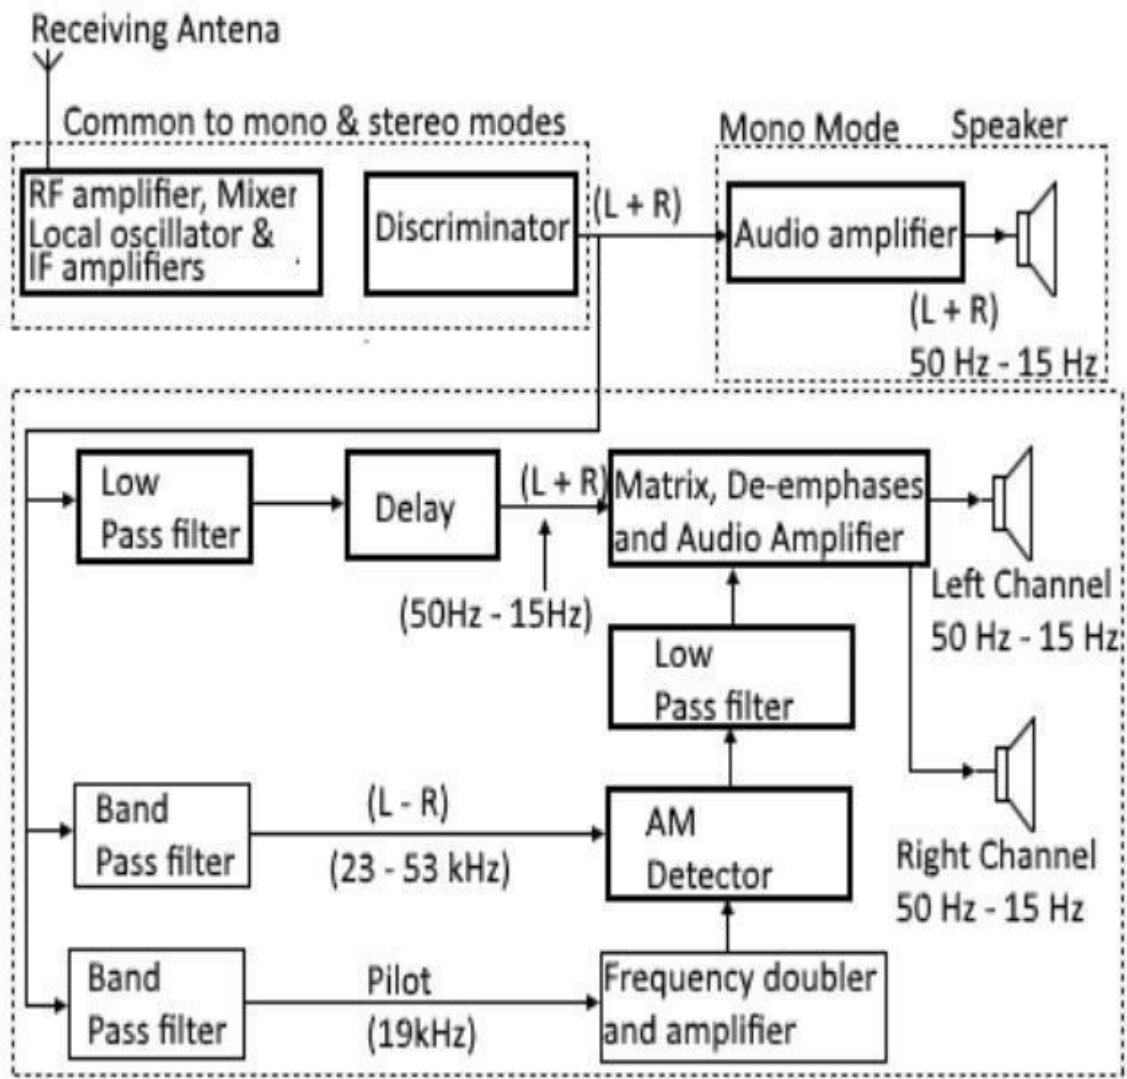 Receiving Antena
Common to mono & stereo modes
Mono Mode
Speaker
RF amplifier, Mixer
Local oscillator &
IF amplifiers
Discriminator
(L + R)
Audio amplifier
(L + R)
50 Hz - 15 Hz
Low
Pass filter
Delay
(L + R)
(50Hz - 15Hz)
Matrix, De-emphases
and Audio Amplifier
Left Channel
50 Hz - 15 Hz
Low
Pass filter
Band
Pass filter
(L - R)
(23 - 53 kHz)
AM
Detector
Right Channel
50 Hz - 15 Hz
Band
Pass filter
Pilot
(19kHz)
Frequency doubler
and amplifier